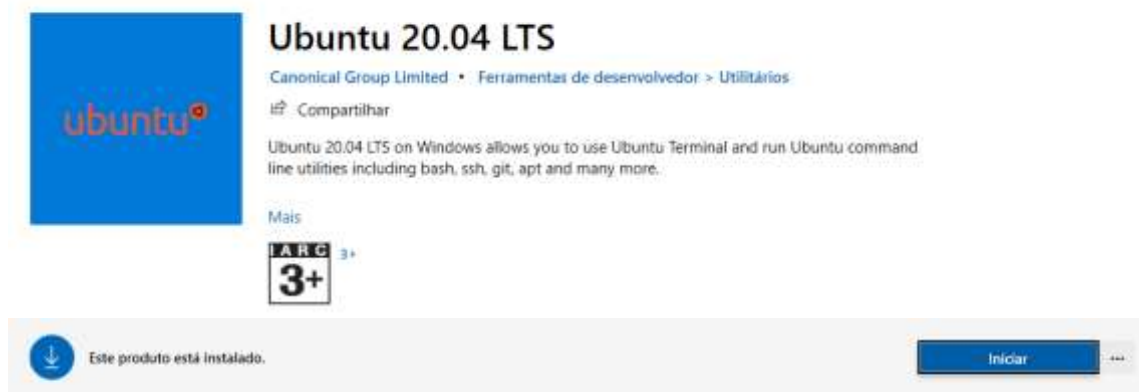 ubuntu
Ubuntu 20.04 LTS
Canonical Group Limited • Ferramentas de desenvolvedor > Utilitários
Compartilhar
Ubuntu 20.04 LTS on Windows allows you to use Ubuntu Terminal and run Ubuntu command
line utilities including bash, ssh, git, apt and many more.
Mais
IARC
3+
3+
Este produto está instalado.
Iniciar
...